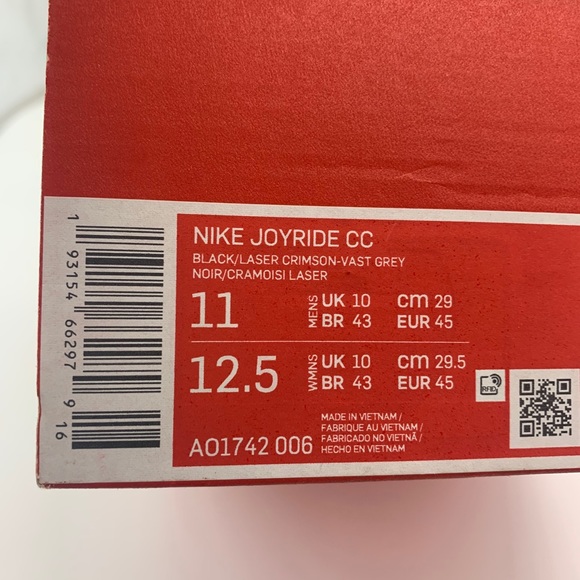 1
93154
66297
9
16
NIKE JOYRIDE CC
BLACK/LASER CRIMSON-VAST GREY
NOIR/CRAMOISI LASER
11 MENS UK 10 cm 29
BR 43 EUR 45
12.5 WMNS UK 10 cm 29.5
BR 43 EUR 45
RFID
AO1742 006
MADE IN VIETNAM /
FABRIQUE AU VIETNAM /
FABRICADO NO VIETNÃ /
HECHO EN VIETNAM